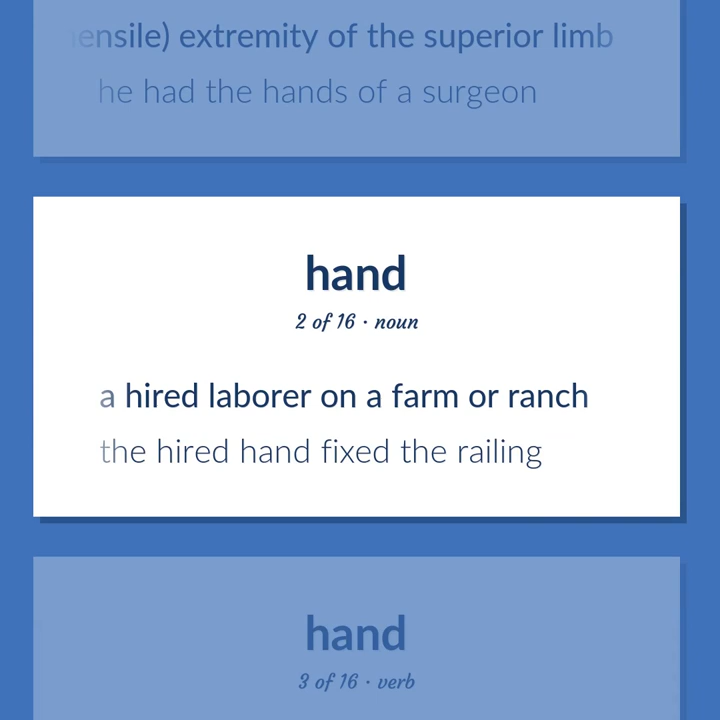 extremity of the superior limb
he had the hands of a surgeon
hand
2 of 16 · noun
a hired laborer on a farm or ranch
the hired hand fixed the railing
hand
3 of 16 · verb